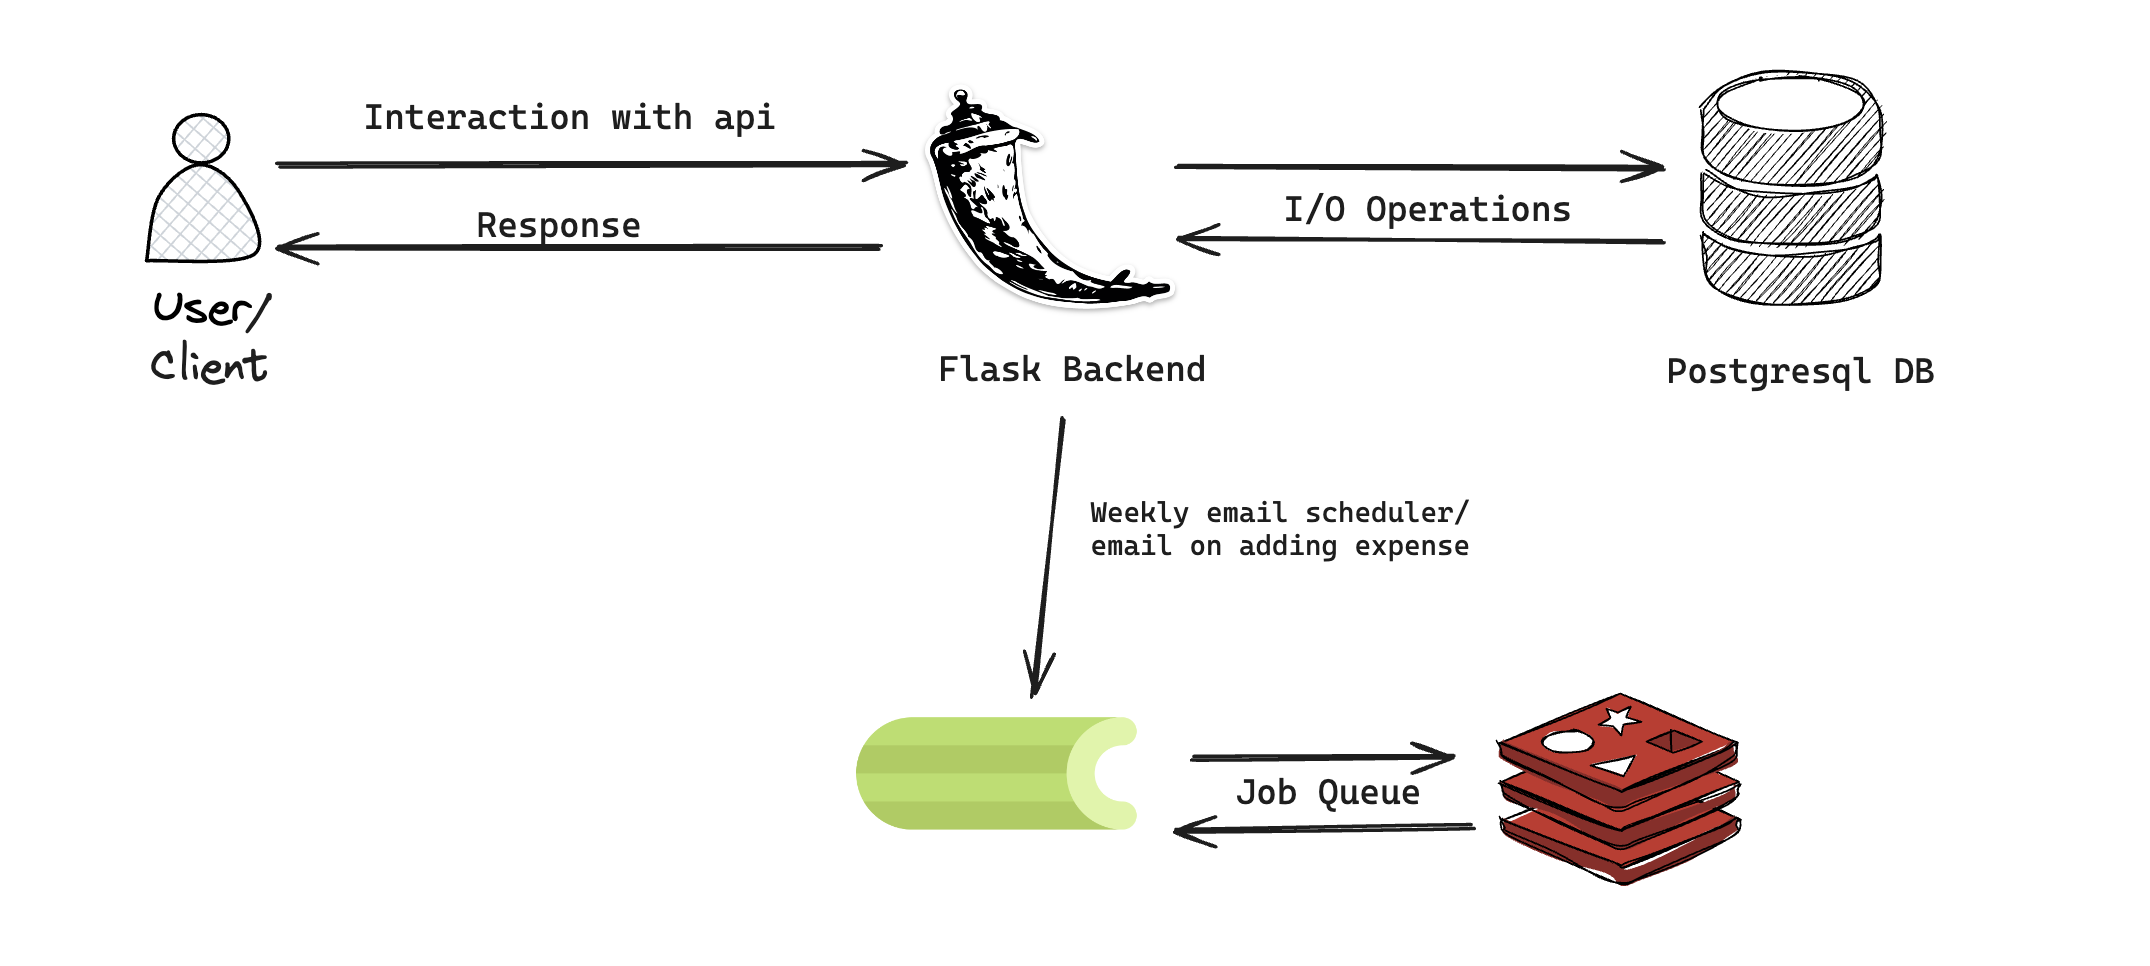 Interaction with api
Response
User/
Client
I/O Operations
Flask Backend
Postgresql DB
Weekly email scheduler/
email on adding expense
Job Queue